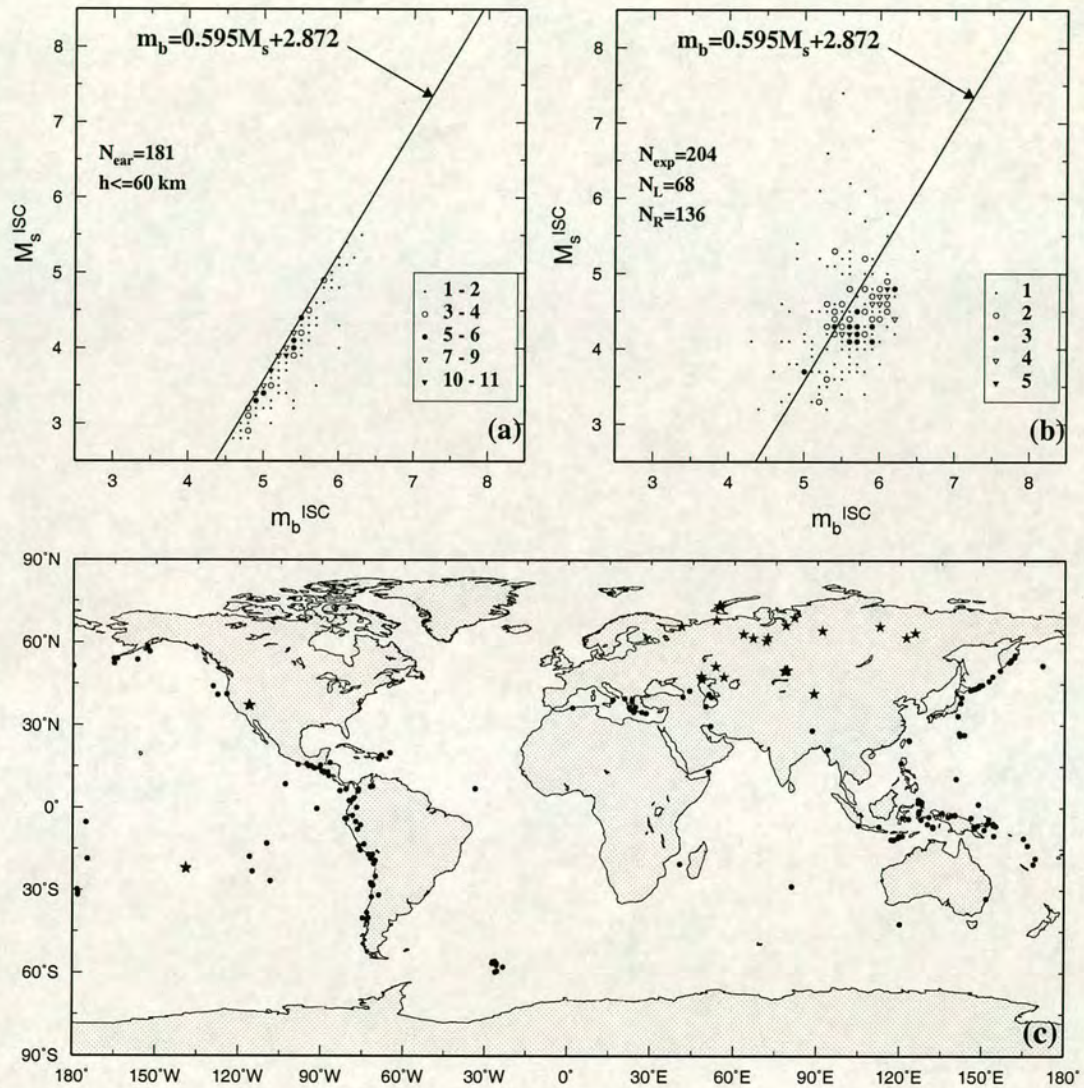 m_b=0.595M_s+2.872
N_ear=181
h<=60 km
1 - 2
3 - 4
5 - 6
7 - 9
10 - 11
(a)
8
7
6
5
4
3
M_s^ISC
3 4 5 6 7 8
m_b^ISC
m_b=0.595M_s+2.872
N_exp=204
N_L=68
N_R=136
1
2
3
4
5
(b)
8
7
6
5
4
3
M_s^ISC
3 4 5 6 7 8
m_b^ISC
90°N
60°N
30°N
0°
30°S
60°S
90°S
(c)
180° 150°W 120°W 90°W 60°W 30°W 0°E 30°E 60°E 90°E 120°E 150°E 180°